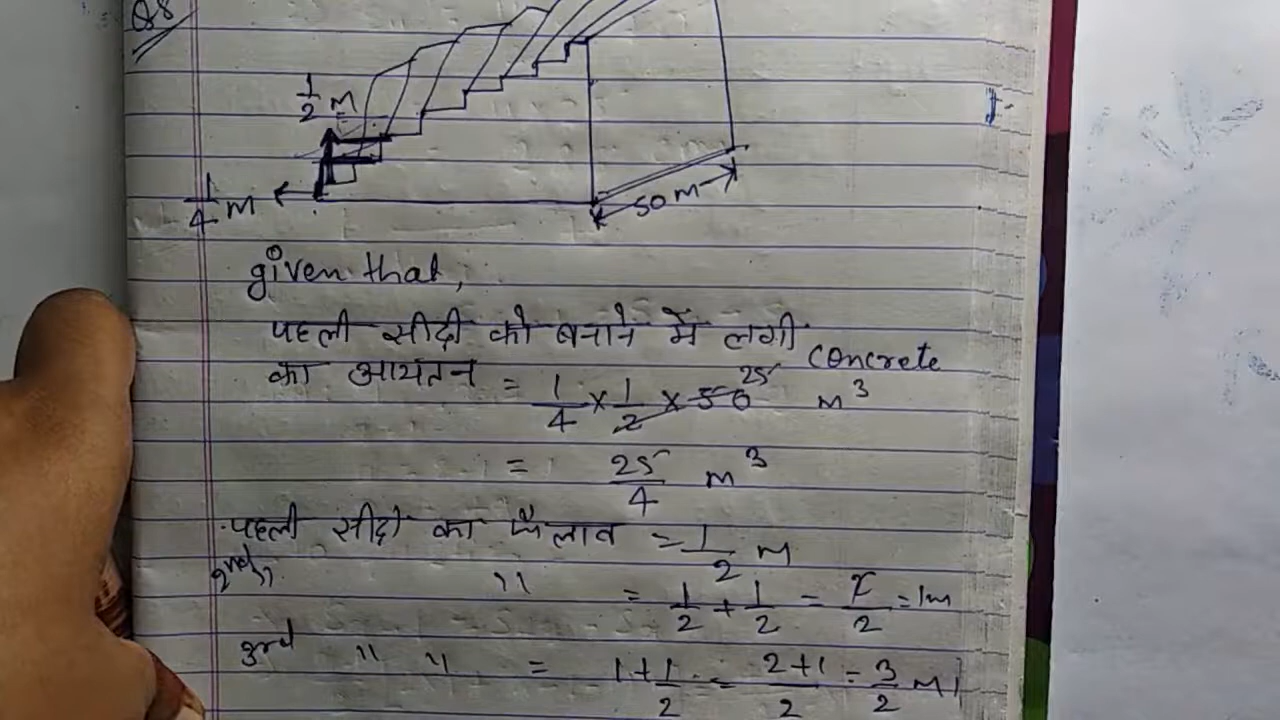 Q8
1/2 M
1/4 M
50 M
given that,
पहली सीढ़ी को बनाने में लगी concrete
का आयतन = 1/4 × 1/2 × 50 25 m³
= 25/4 m³
पहली सीढ़ी का फैलाव = 1/2 M
2nd " " = 1/2 + 1/2 = 2/2 = 1m
3rd " " = 1 + 1/2 = 2+1/2 = 3/2 M